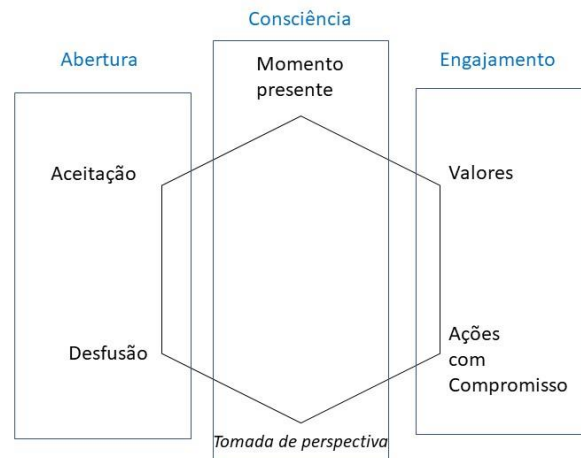 Consciência
Abertura
Engajamento
Momento
presente
Aceitação
Valores
Desfusão
Ações
com
Compromisso
Tomada de perspectiva